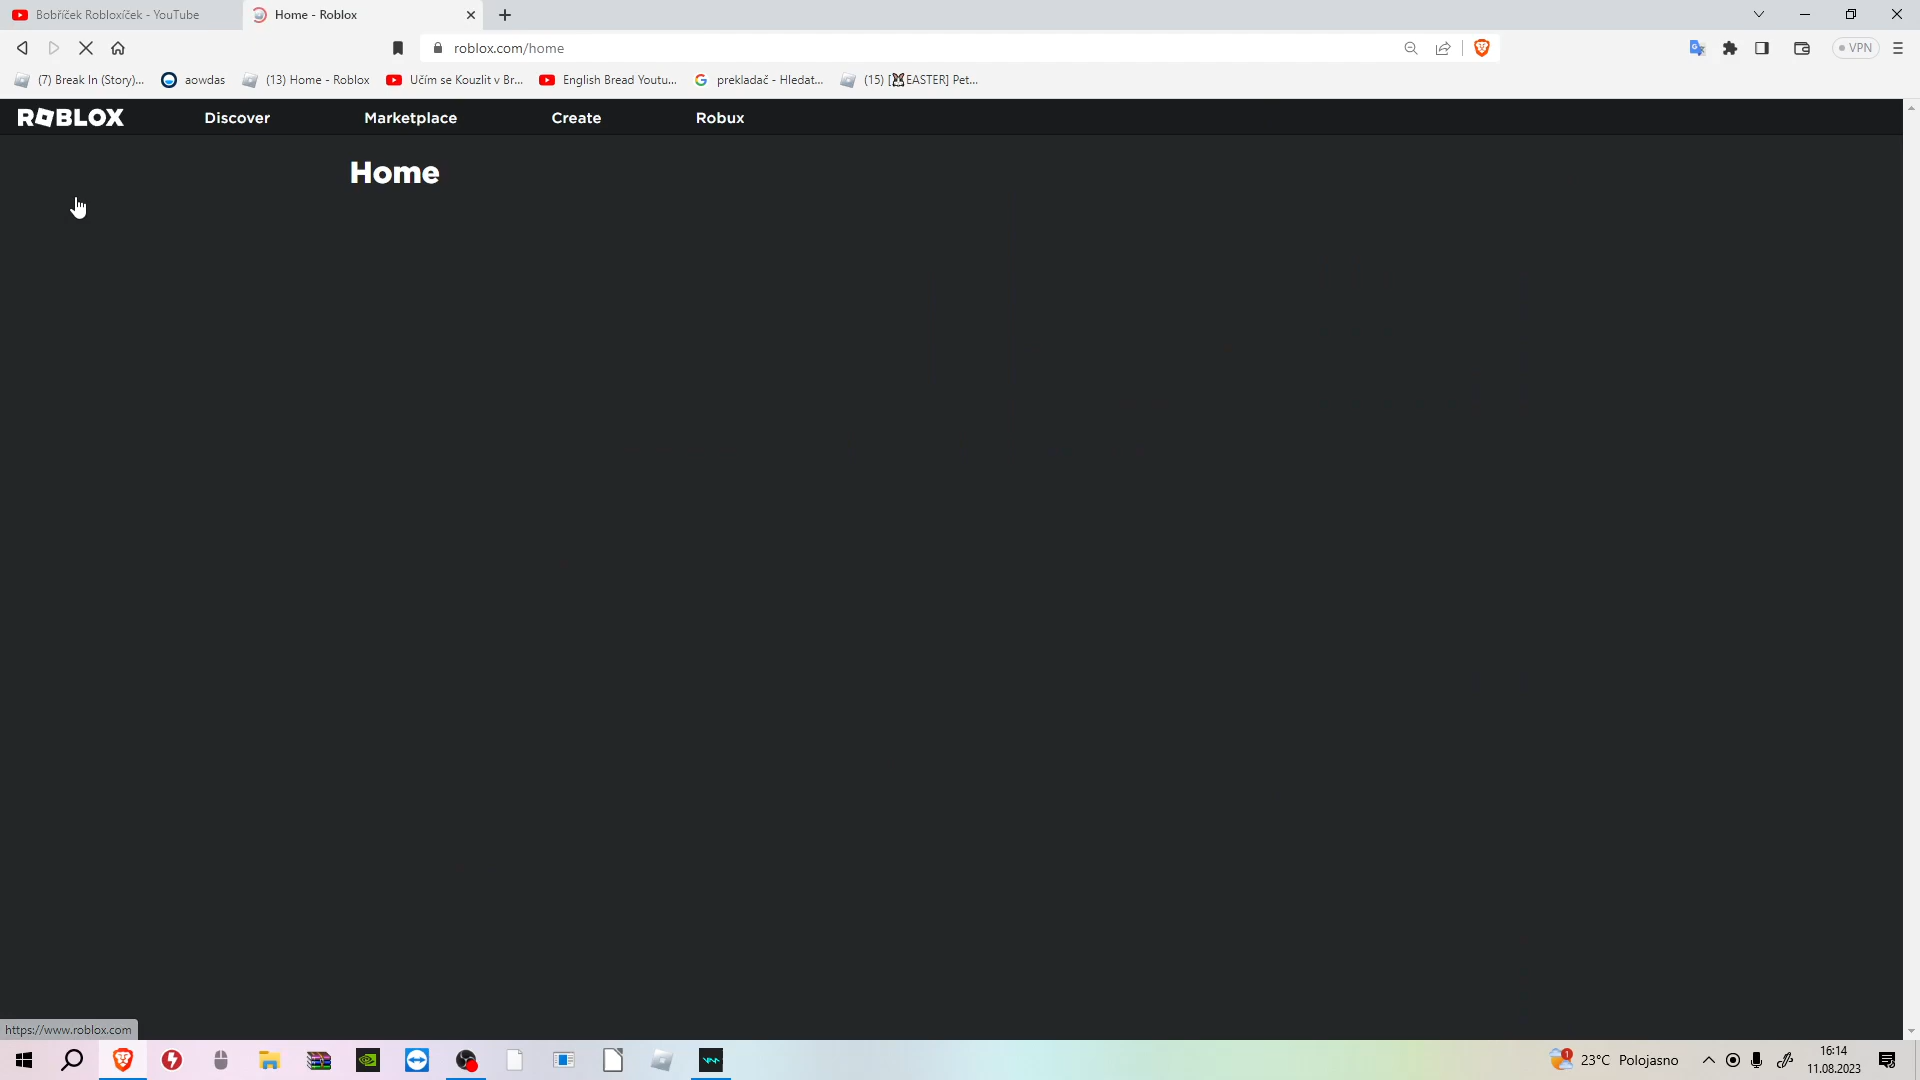 Bobříček Robloxíček - YouTube
Home - Roblox
roblox.com/home
VPN
(7) Break In (Story)...
aowdas
(13) Home - Roblox
Učím se Kouzlit v Br...
English Bread Youtu...
prekladač - Hledat...
(15) [🐰EASTER] Pet...
ROBLOX
Discover
Marketplace
Create
Robux
Home
https://www.roblox.com
1
23°C Polojasno
16:14
11.08.2023